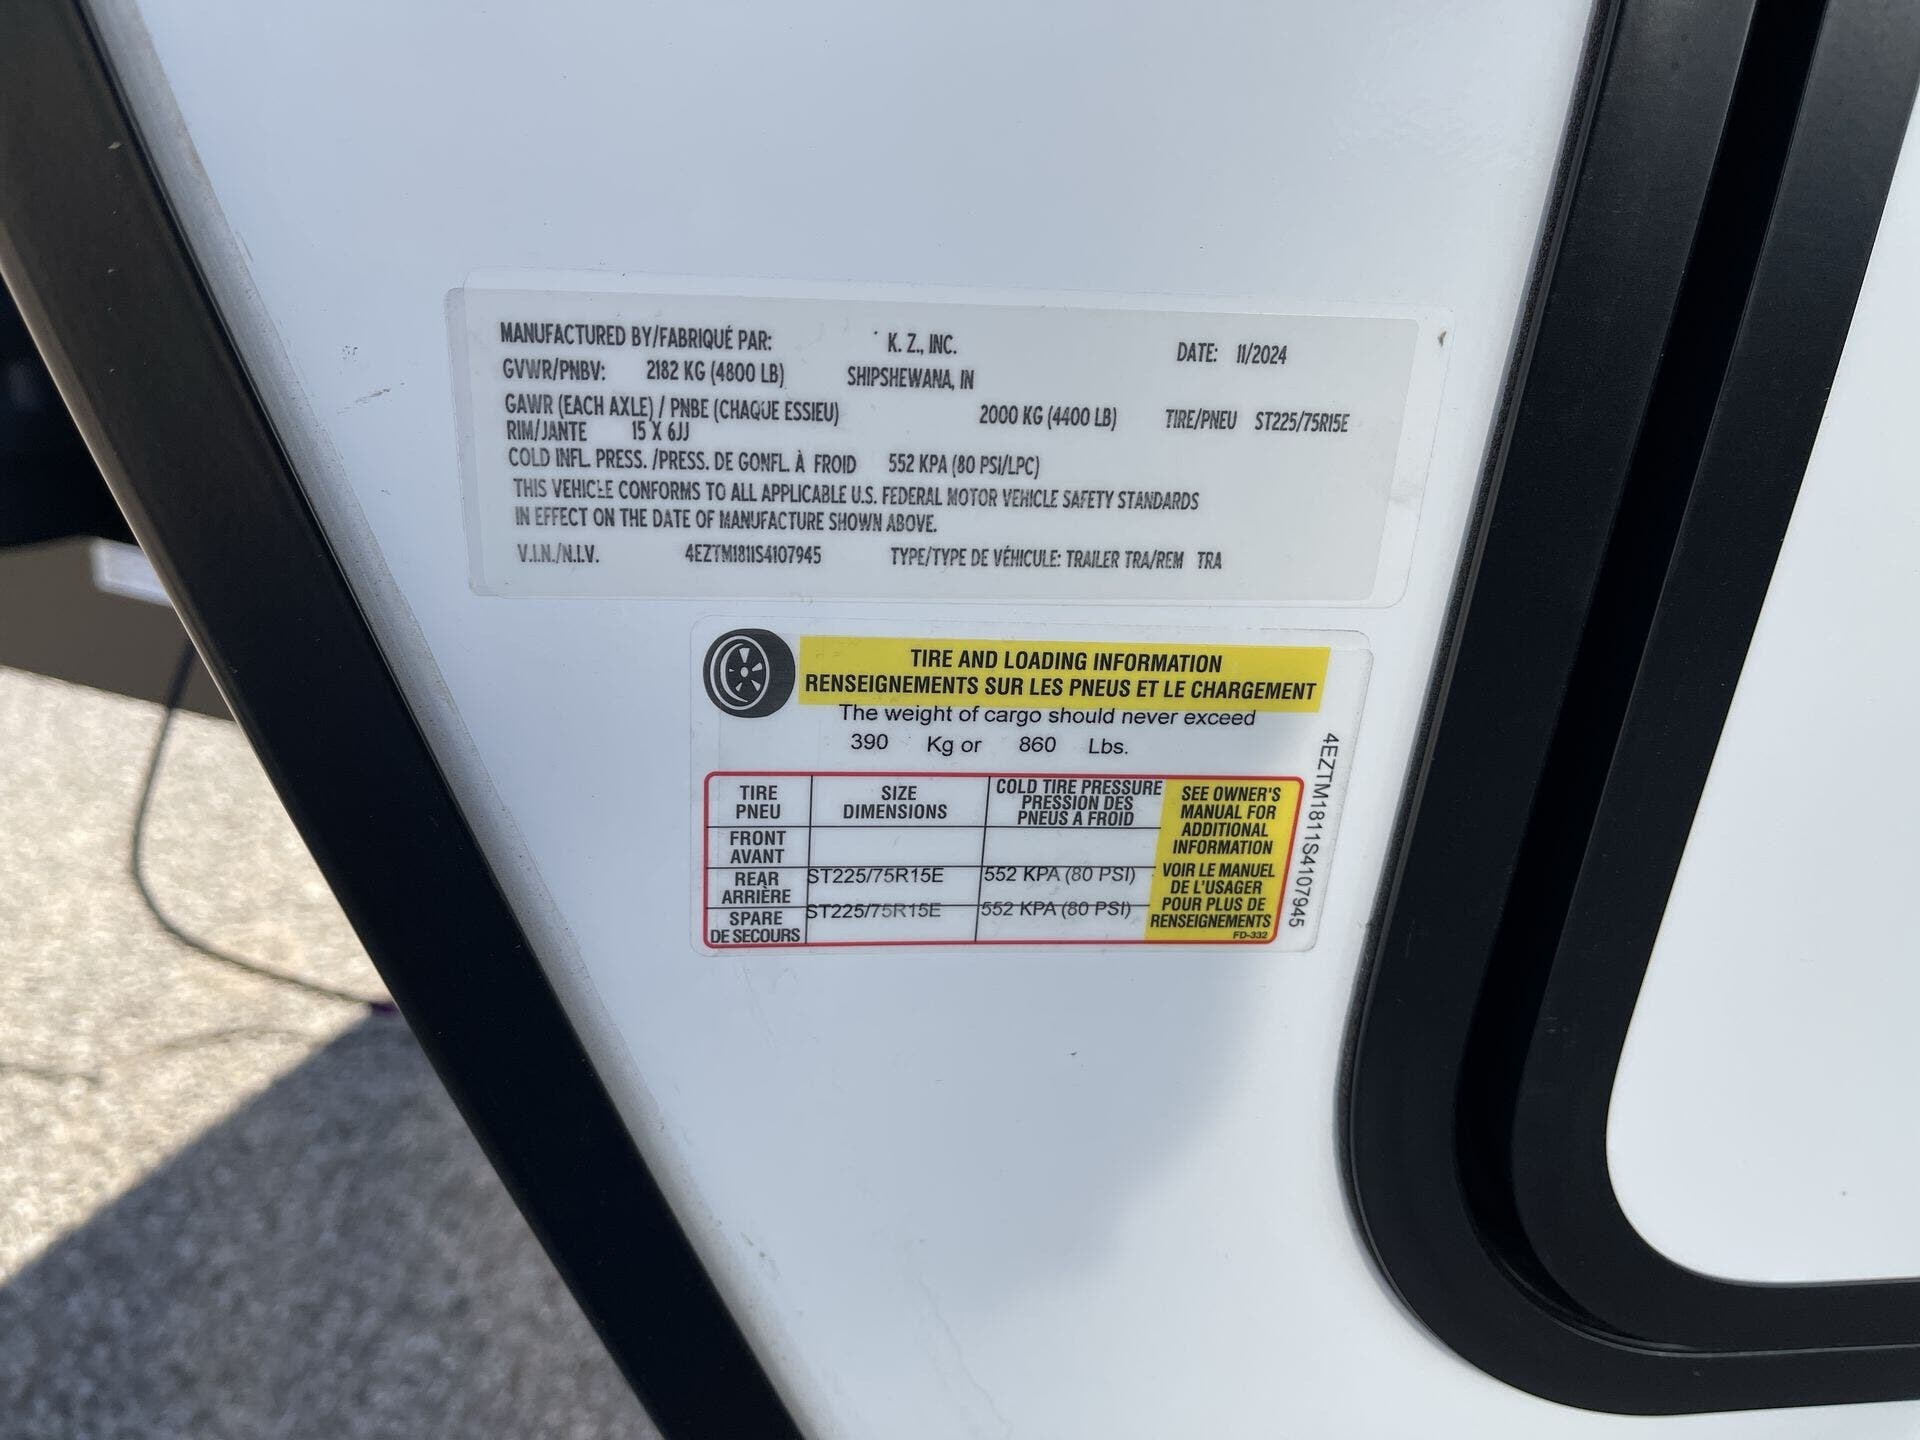 MANUFACTURED BY/FABRIQUÉ PAR: K. Z., INC. DATE: 11/2024
GVWR/PNBV: 2182 KG (4800 LB) SHIPSHEWANA, IN
GAWR (EACH AXLE) / PNBE (CHAQUE ESSIEU) 2000 KG (4400 LB) TIRE/PNEU ST225/75R15E
RIM/JANTE 15 X 6JJ
COLD INFL. PRESS. /PRESS. DE GONFL. À FROID 552 KPA (80 PSI/LPC)
THIS VEHICLE CONFORMS TO ALL APPLICABLE U.S. FEDERAL MOTOR VEHICLE SAFETY STANDARDS
IN EFFECT ON THE DATE OF MANUFACTURE SHOWN ABOVE.
V.I.N./N.I.V. 4EZTM1811S4107945 TYPE/TYPE DE VÉHICULE: TRAILER TRA/REM TRA
TIRE AND LOADING INFORMATION
RENSEIGNEMENTS SUR LES PNEUS ET LE CHARGEMENT
The weight of cargo should never exceed
390 Kg or 860 Lbs.
TIRE
PNEU
SIZE
DIMENSIONS
COLD TIRE PRESSURE
PRESSION DES
PNEUS A FROID
FRONT
AVANT
REAR
ARRIÈRE
ST225/75R15E
552 KPA (80 PSI)
SPARE
DE SECOURS
ST225/75R15E
552 KPA (80 PSI)
SEE OWNER'S
MANUAL FOR
ADDITIONAL
INFORMATION
VOIR LE MANUEL
DE L'USAGER
POUR PLUS DE
RENSEIGNEMENTS
FD-332
4EZTM1811S4107945